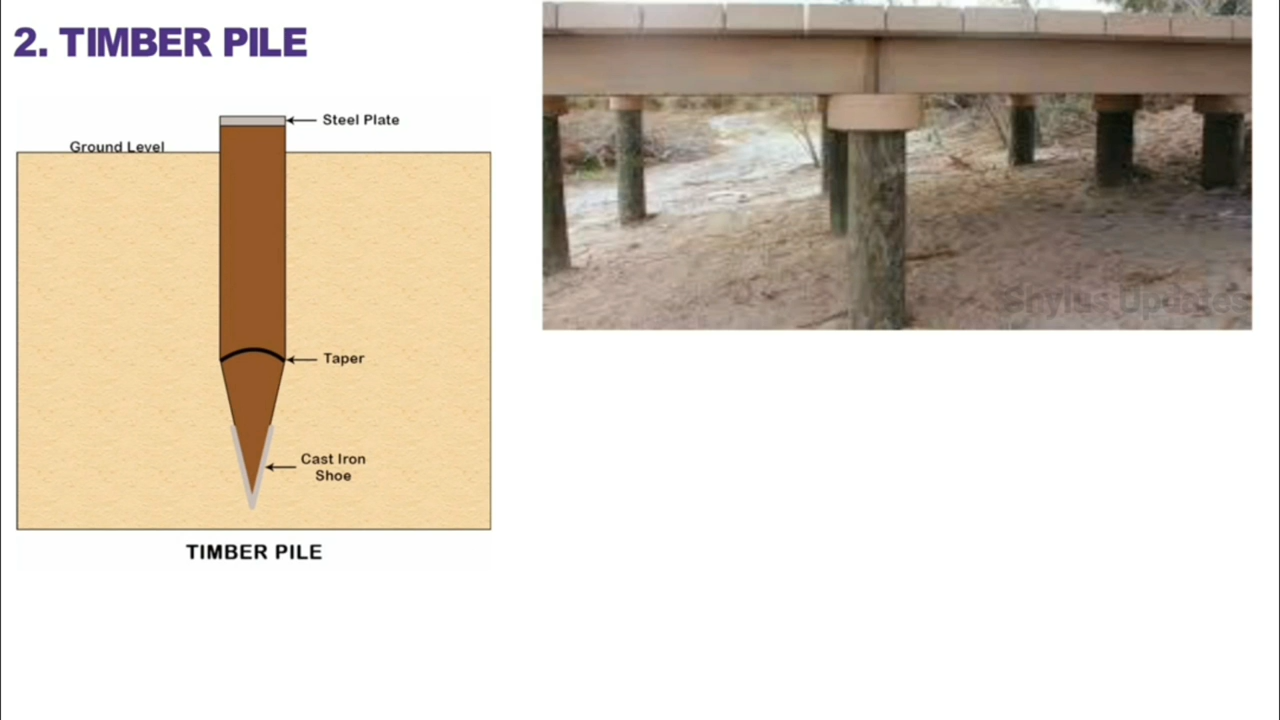 2. TIMBER PILE
Steel Plate
Ground Level
Taper
Cast Iron
Shoe
TIMBER PILE